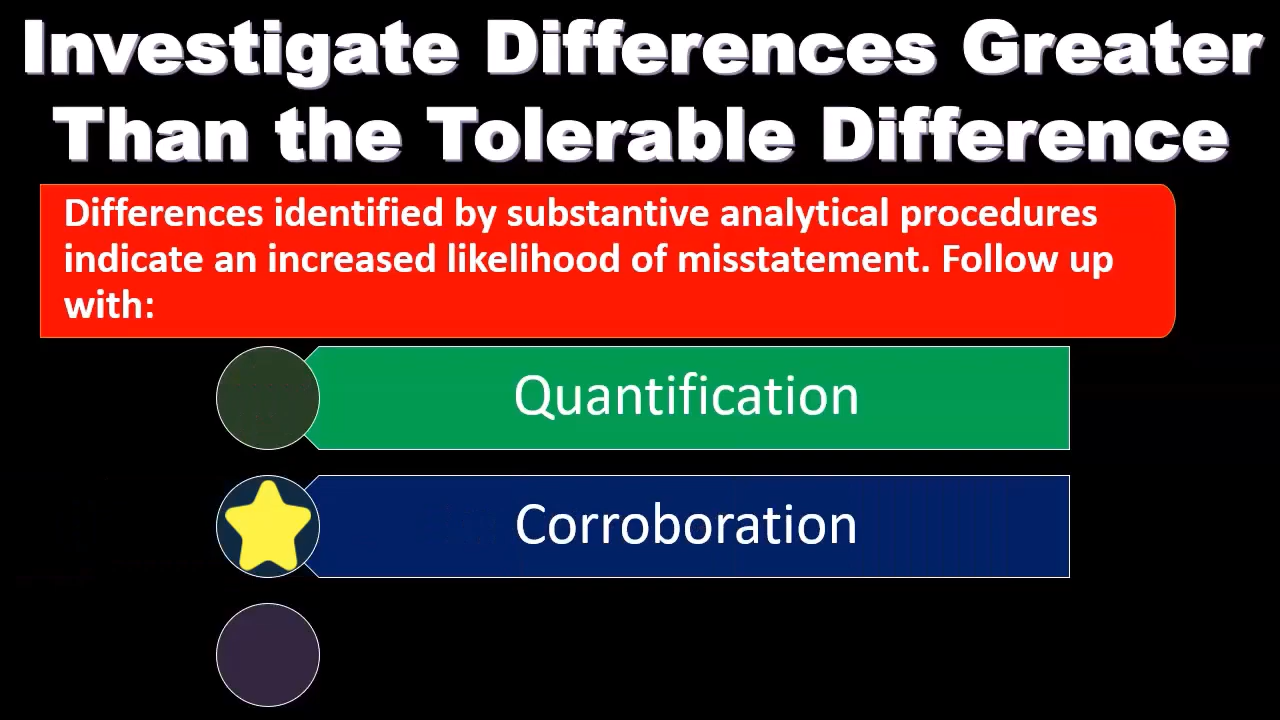 Investigate Differences Greater
Than the Tolerable Difference
Differences identified by substantive analytical procedures
indicate an increased likelihood of misstatement. Follow up
with:
Quantification
Corroboration